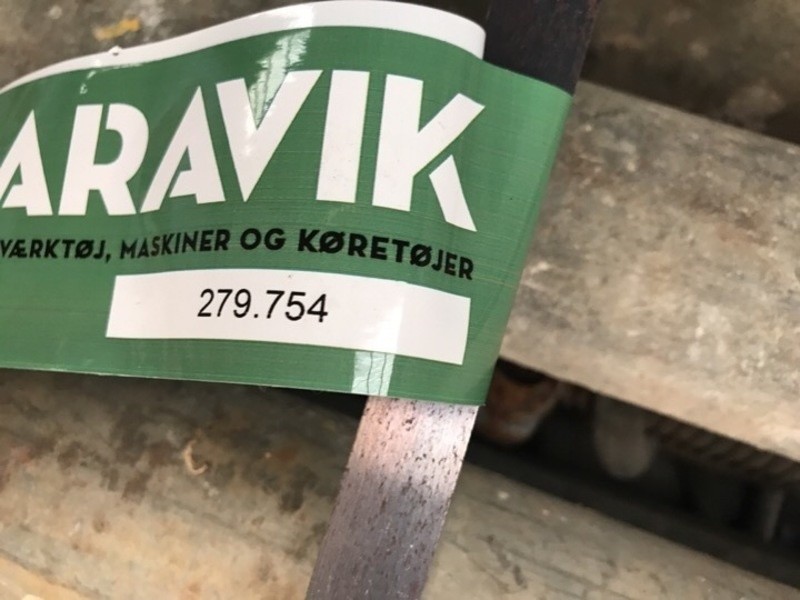 ARAVIK
VÆRKTØJ, MASKINER OG KØRETØJER
279.754